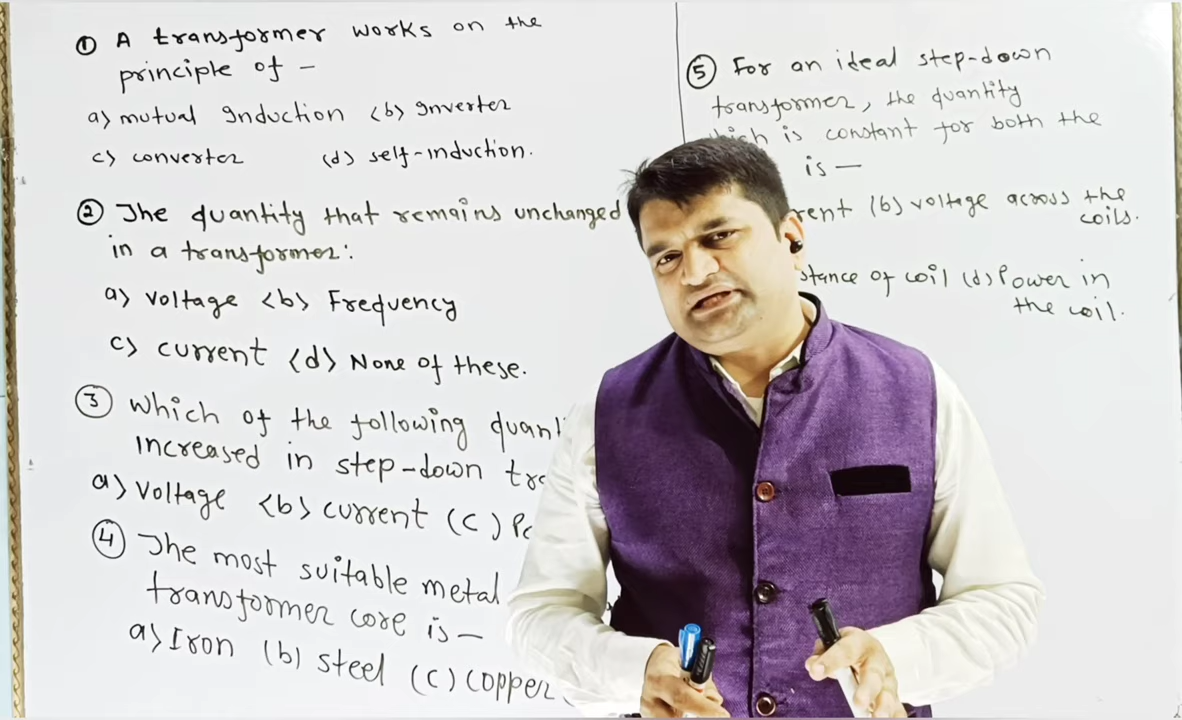 ① A transformer works on the
principle of –
a) mutual Induction (b) Inverter
c) converter (d) self-induction.
② The quantity that remains unchanged
in a transformer:
a) voltage (b) Frequency
c) current (d) None of these.
③ Which of the following
increased in step-down
a) Voltage (b) current (c)
④ The most suitable metal
transformer core is –
a) Iron (b) steel (c) copper
⑤ For an ideal step-down
transformer, the quantity
is constant for both the
is –
(b) voltage across the
coils.
of coil (d) Power in
the coil.